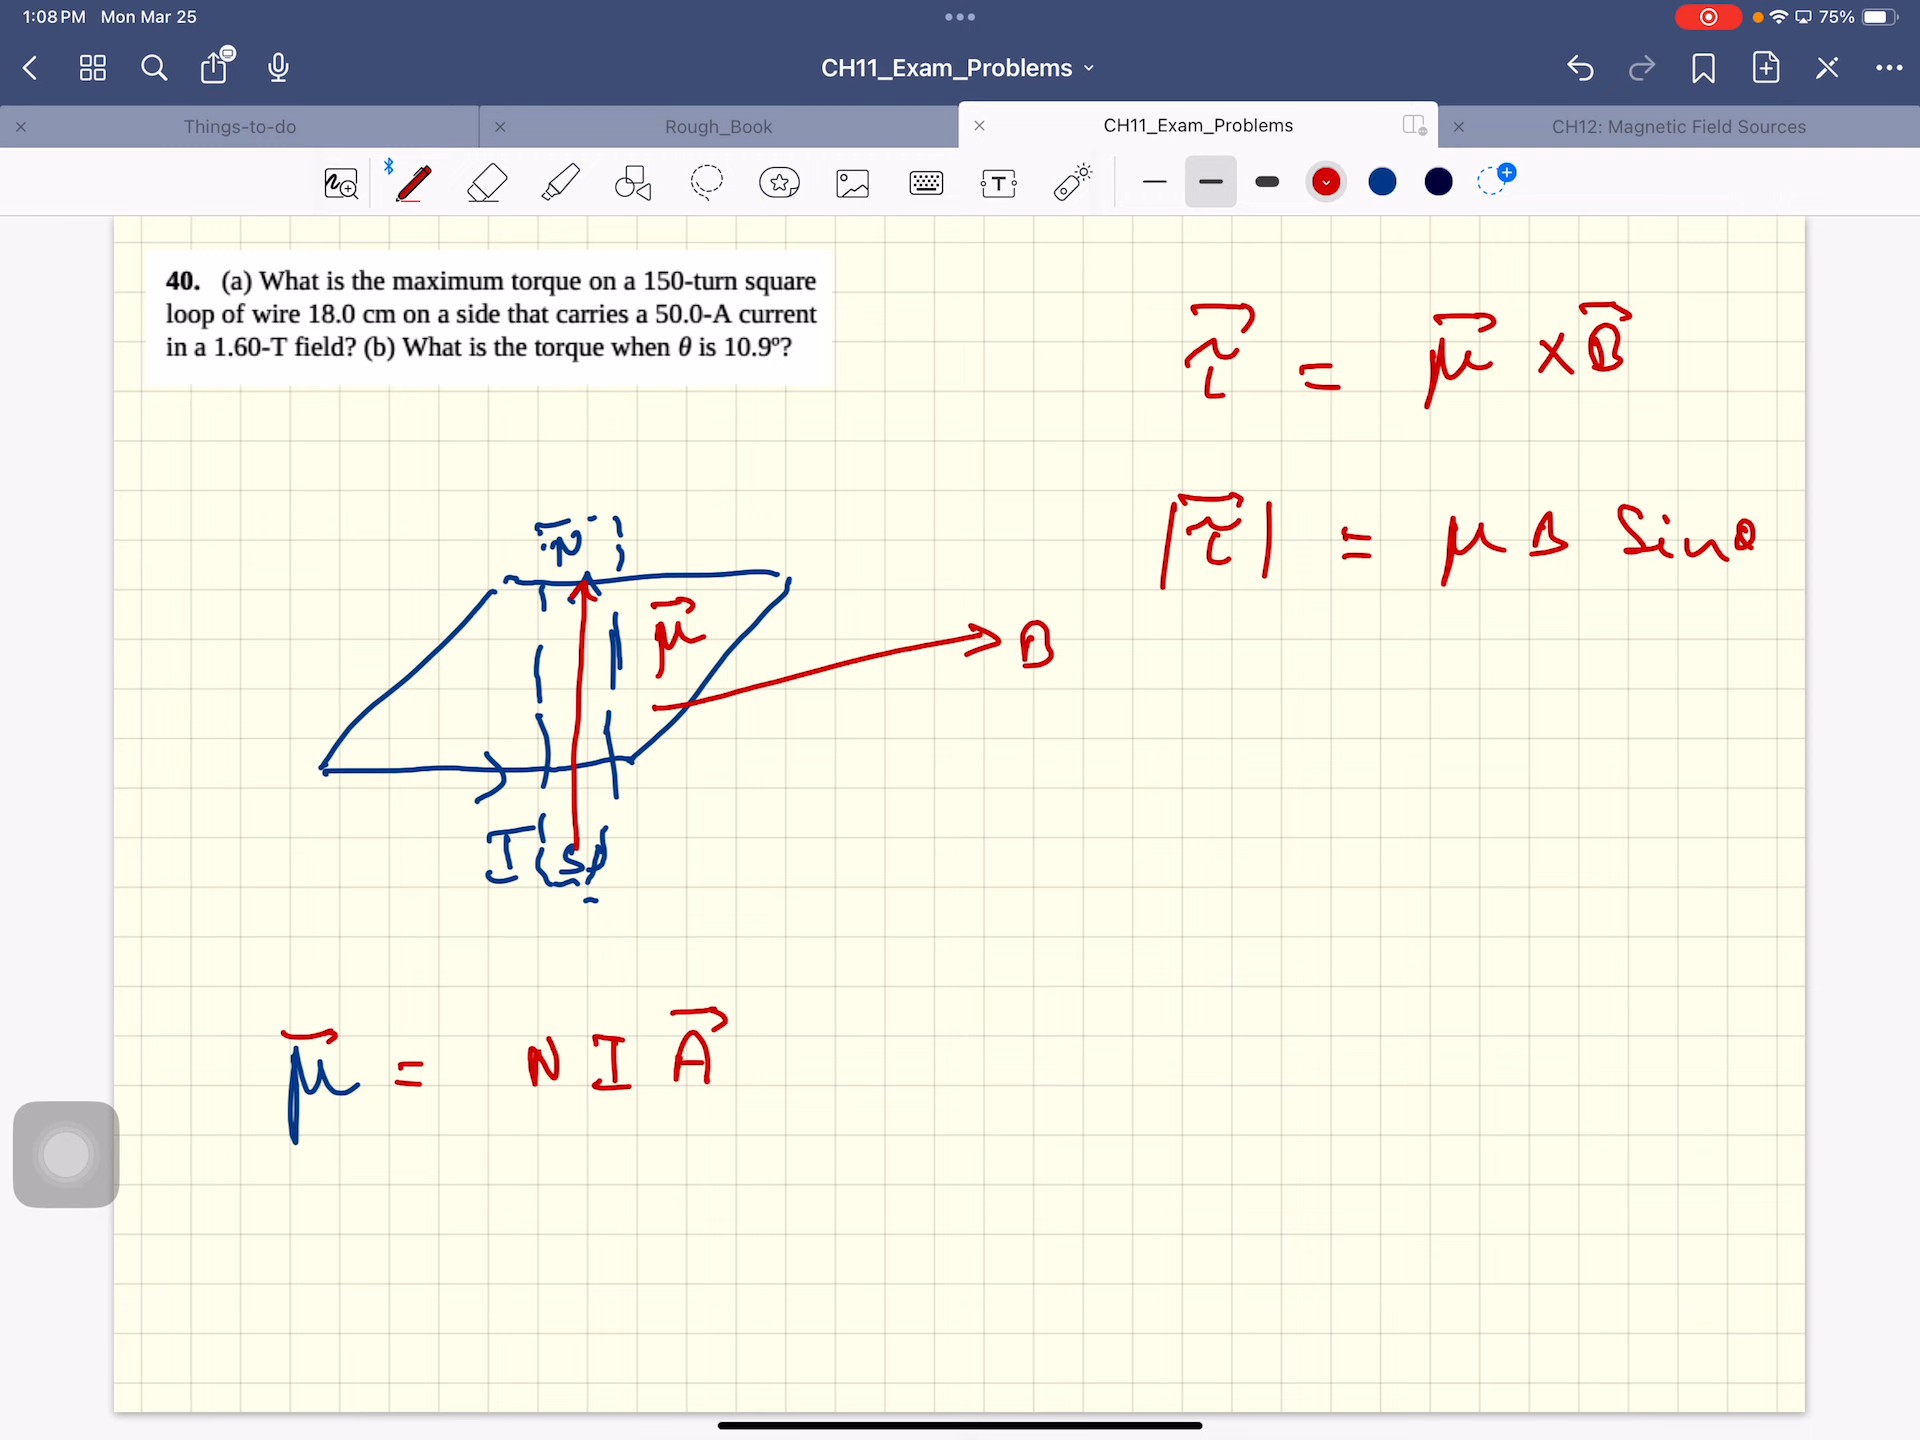 1:08 PM Mon Mar 25
75%
CH11_Exam_Problems
Things-to-do
Rough_Book
CH11_Exam_Problems
CH12: Magnetic Field Sources
T
40. (a) What is the maximum torque on a 150-turn square
loop of wire 18.0 cm on a side that carries a 50.0-A current
in a 1.60-T field? (b) What is the torque when θ is 10.9º?
τ⃗ = μ⃗ × B⃗
|τ⃗| = μ B Sinθ
N
μ⃗
B
I
S
μ⃗ = N I A⃗